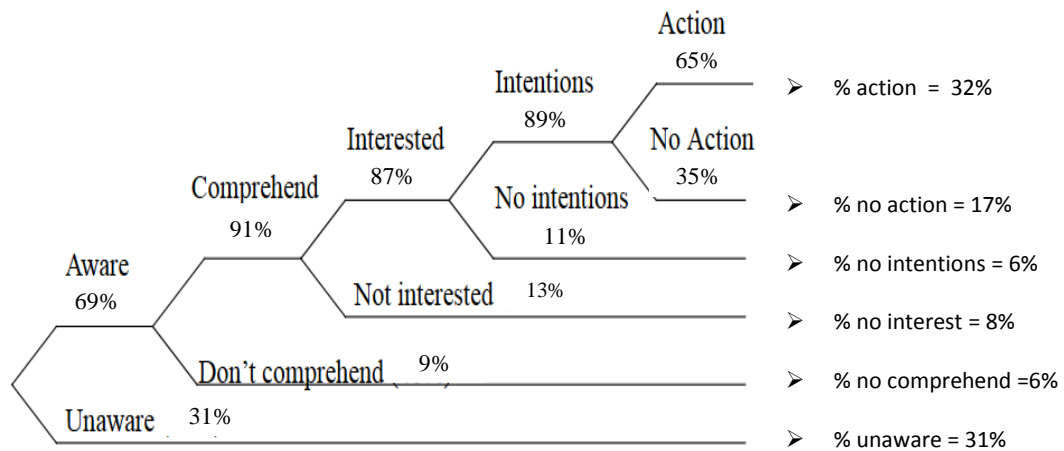 Action
65%
➢ % action = 32%
Intentions
89%
No Action
35%
➢ % no action = 17%
Interested
87%
No intentions
11%
➢ % no intentions = 6%
Comprehend
91%
Not interested 13%
➢ % no interest = 8%
Aware
69%
Don't comprehend 9%
➢ % no comprehend =6%
Unaware 31%
➢ % unaware = 31%